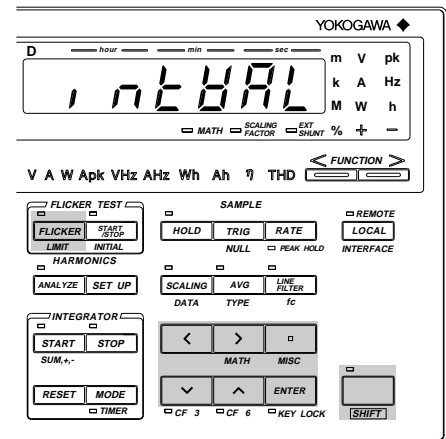 YOKOGAWA ◆
D hour min sec m V pk
intVAL
k A Hz
M W h
MATH SCALING FACTOR EXT SHUNT % + −
V A W Apk VHz AHz Wh Ah η THD < FUNCTION >
FLICKER TEST SAMPLE
FLICKER START /STOP HOLD TRIG RATE REMOTE LOCAL
LIMIT INITIAL NULL PEAK HOLD INTERFACE
HARMONICS
ANALYZE SET UP SCALING AVG LINE FILTER
DATA TYPE fc
INTEGRATOR
START STOP < > ▫
SUM,+,- MATH MISC
RESET MODE ∨ ∧ ENTER
TIMER CF 3 CF 6 KEY LOCK SHIFT